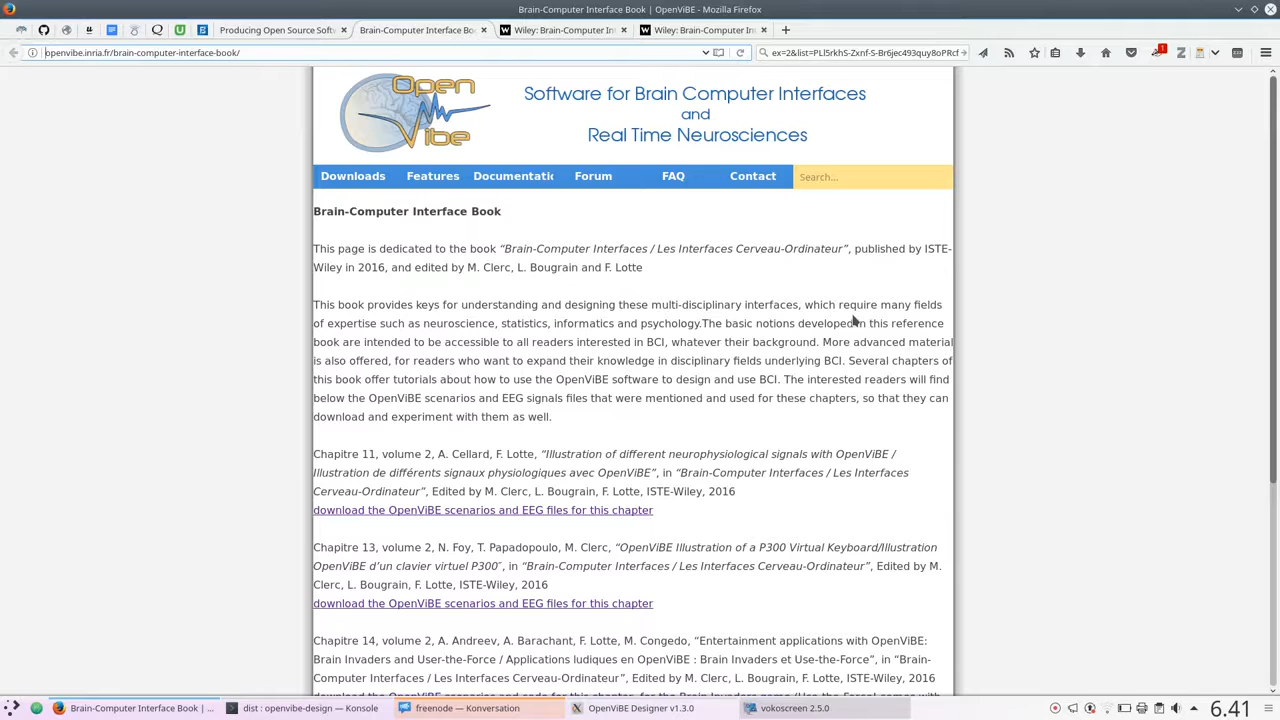 Brain-Computer Interface Book | OpenViBE - Mozilla Firefox
Producing Open Source Softw
Brain-Computer Interface Bo
Wiley: Brain-Computer In
Wiley: Brain-Computer In
openvibe.inria.fr/brain-computer-interface-book/
ex=2&list=PLl5rkhS-Zxnf-S-Br6jec493quy8oPRcf
1
Open
Vibe
Software for Brain Computer Interfaces
and
Real Time Neurosciences
Downloads
Features
Documentatic
Forum
FAQ
Contact
Search...
Brain-Computer Interface Book
This page is dedicated to the book “Brain-Computer Interfaces / Les Interfaces Cerveau-Ordinateur”, published by ISTE-
Wiley in 2016, and edited by M. Clerc, L. Bougrain and F. Lotte
This book provides keys for understanding and designing these multi-disciplinary interfaces, which require many fields
of expertise such as neuroscience, statistics, informatics and psychology.The basic notions developed in this reference
book are intended to be accessible to all readers interested in BCI, whatever their background. More advanced material
is also offered, for readers who want to expand their knowledge in disciplinary fields underlying BCI. Several chapters of
this book offer tutorials about how to use the OpenViBE software to design and use BCI. The interested readers will find
below the OpenViBE scenarios and EEG signals files that were mentioned and used for these chapters, so that they can
download and experiment with them as well.
Chapitre 11, volume 2, A. Cellard, F. Lotte, “Illustration of different neurophysiological signals with OpenViBE /
Illustration de différents signaux physiologiques avec OpenViBE”, in “Brain-Computer Interfaces / Les Interfaces
Cerveau-Ordinateur”, Edited by M. Clerc, L. Bougrain, F. Lotte, ISTE-Wiley, 2016
download the OpenViBE scenarios and EEG files for this chapter
Chapitre 13, volume 2, N. Foy, T. Papadopoulo, M. Clerc, “OpenViBE Illustration of a P300 Virtual Keyboard/Illustration
OpenViBE d’un clavier virtuel P300″, in “Brain-Computer Interfaces / Les Interfaces Cerveau-Ordinateur”, Edited by M.
Clerc, L. Bougrain, F. Lotte, ISTE-Wiley, 2016
download the OpenViBE scenarios and EEG files for this chapter
Chapitre 14, volume 2, A. Andreev, A. Barachant, F. Lotte, M. Congedo, “Entertainment applications with OpenViBE:
Brain Invaders and User-the-Force / Applications ludiques en OpenViBE : Brain Invaders et Use-the-Force”, in “Brain-
Computer Interfaces / Les Interfaces Cerveau-Ordinateur”, Edited by M. Clerc, L. Bougrain, F. Lotte, ISTE-Wiley, 2016
Brain-Computer Interface Book | ...
dist : openvibe-design — Konsole
freenode — Konversation
OpenViBE Designer v1.3.0
vokoscreen 2.5.0
6.41